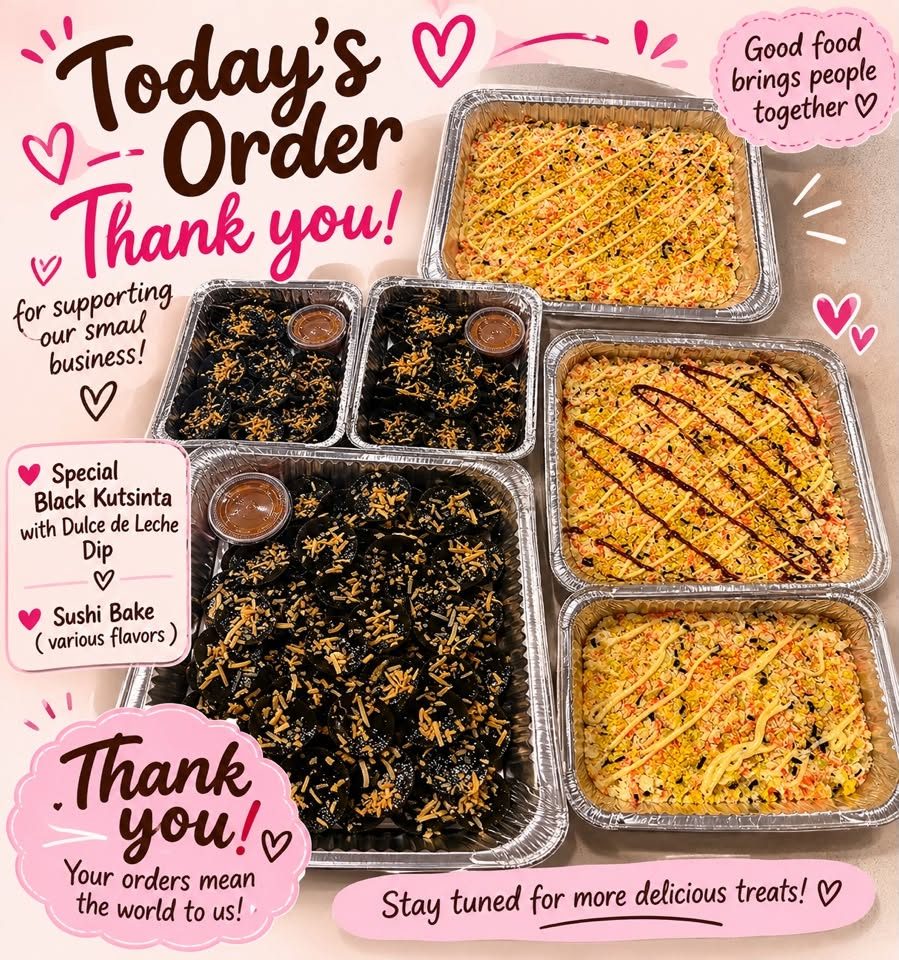 Today's
Order
Thank you!
for supporting
our small
business!
Good food
brings people
together
Special
Black Kutsinta
with Dulce de Leche
Dip
Sushi Bake
( various flavors )
Thank
you!
Your orders mean
the world to us!
Stay tuned for more delicious treats!